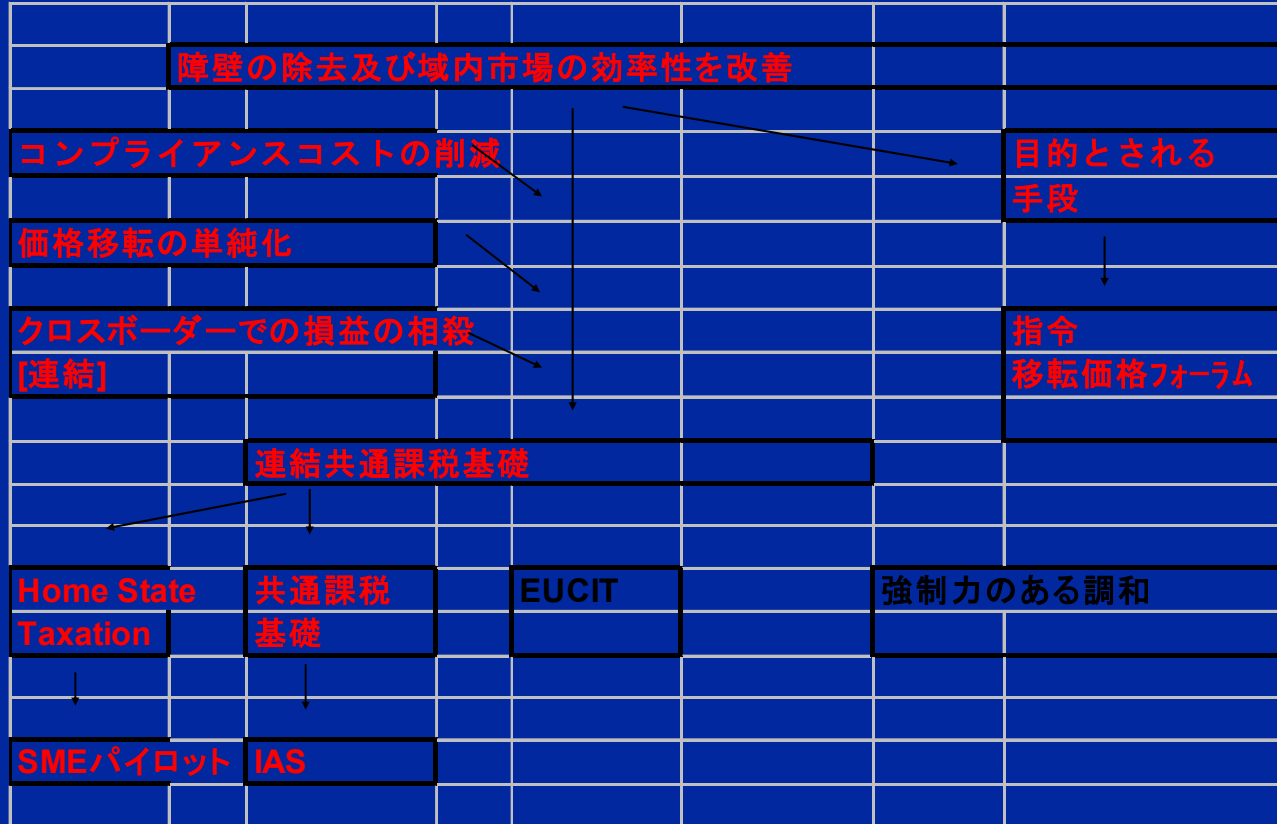 障壁の除去及び域内市場の効率性を改善
コンプライアンスコストの削減
目的とされる
手段
価格移転の単純化
クロスボーダーでの損益の相殺
[連結]
指令
移転価格フォーラム
連結共通課税基礎
Home State
Taxation
共通課税
基礎
EUCIT
強制力のある調和
SMEパイロット
IAS